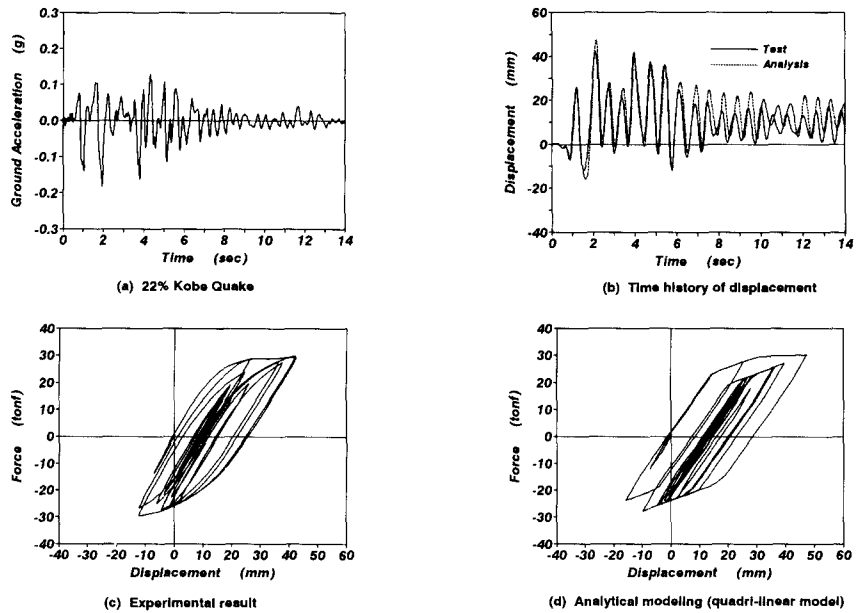 0.3
0.2
0.1
0.0
-0.1
-0.2
-0.3
Ground Acceleration (g)
0 2 4 6 8 10 12 14
Time (sec)
(a) 22% Kobe Quake
60
40
20
0
-20
-40
Displacement (mm)
Test
Analysis
0 2 4 6 8 10 12 14
Time (sec)
(b) Time history of displacement
40
30
20
10
0
-10
-20
-30
-40
Force (tonf)
-40 -30 -20 -10 0 10 20 30 40 50 60
Displacement (mm)
(c) Experimental result
40
30
20
10
0
-10
-20
-30
-40
Force (tonf)
-40 -30 -20 -10 0 10 20 30 40 50 60
Displacement (mm)
(d) Analytical modeling (quadri-linear model)